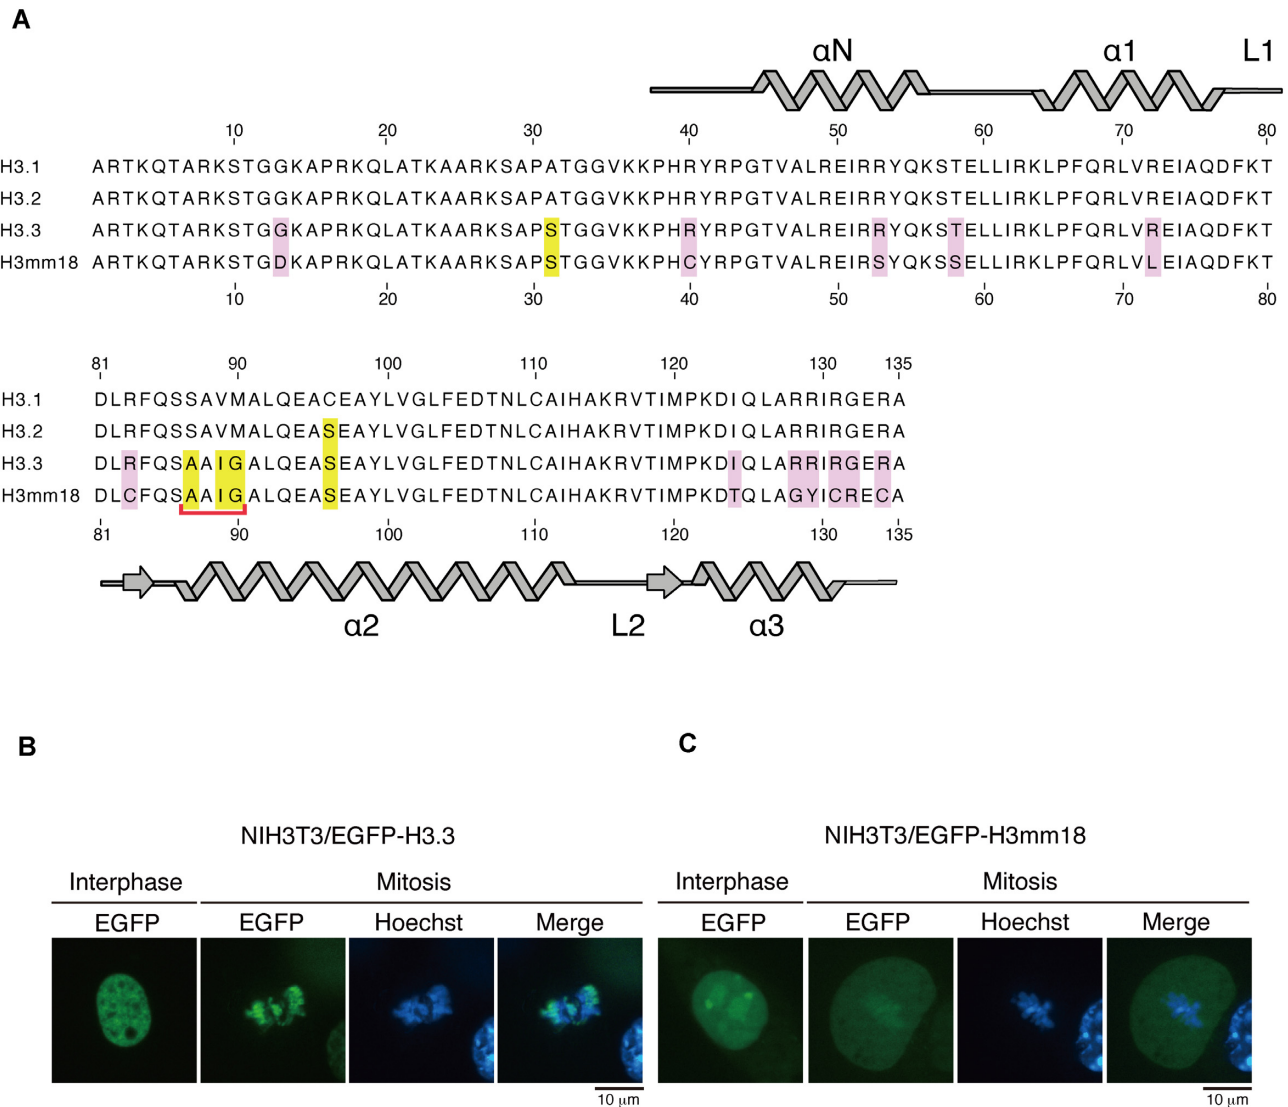 A
αN α1 L1
10 20 30 40 50 60 70 80
H3.1 ARTKQTARKSTGGKAPRKQLATKAARKSAPATGGVKKPHRYRPGTVALREIRRYQKSTELLIRKLPFQRLVREIAQDFKT
H3.2 ARTKQTARKSTGGKAPRKQLATKAARKSAPATGGVKKPHRYRPGTVALREIRRYQKSTELLIRKLPFQRLVREIAQDFKT
H3.3 ARTKQTARKSTGGKAPRKQLATKAARKSAPSTGGVKKPHRYRPGTVALREIRRYQKSTELLIRKLPFQRLVREIAQDFKT
H3mm18 ARTKQTARKSTGDKAPRKQLATKAARKSAPSTGGVKKPHCYRPGTVALREIRSYQKSSELLIRKLPFQRLVLEIAQDFKT
10 20 30 40 50 60 70 80
81 90 100 110 120 130 135
H3.1 DLRFQSSAVMALQEACEAYLVGLFEDTNLCAIHAKRVTIMPKDIQLARRIRGERA
H3.2 DLRFQSSAVMALQEASEAYLVGLFEDTNLCAIHAKRVTIMPKDIQLARRIRGERA
H3.3 DLRFQSAAIGALQEASEAYLVGLFEDTNLCAIHAKRVTIMPKDIQLARRIRGERA
H3mm18 DLCFQSAAIGALQEASEAYLVGLFEDTNLCAIHAKRVTIMPKDTQLAGYICRECA
81 90 100 110 120 130 135
α2 L2 α3
B
NIH3T3/EGFP-H3.3
Interphase Mitosis
EGFP EGFP Hoechst Merge
10 μm
C
NIH3T3/EGFP-H3mm18
Interphase Mitosis
EGFP EGFP Hoechst Merge
10 μm